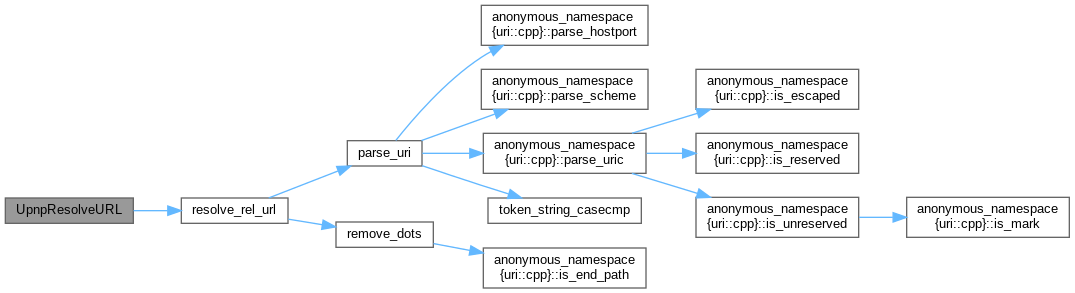 UpnpResolveURL
resolve_rel_url
parse_uri
remove_dots
anonymous_namespace
{uri::cpp}::parse_hostport
anonymous_namespace
{uri::cpp}::parse_scheme
anonymous_namespace
{uri::cpp}::parse_uric
token_string_casecmp
anonymous_namespace
{uri::cpp}::is_end_path
anonymous_namespace
{uri::cpp}::is_escaped
anonymous_namespace
{uri::cpp}::is_reserved
anonymous_namespace
{uri::cpp}::is_unreserved
anonymous_namespace
{uri::cpp}::is_mark